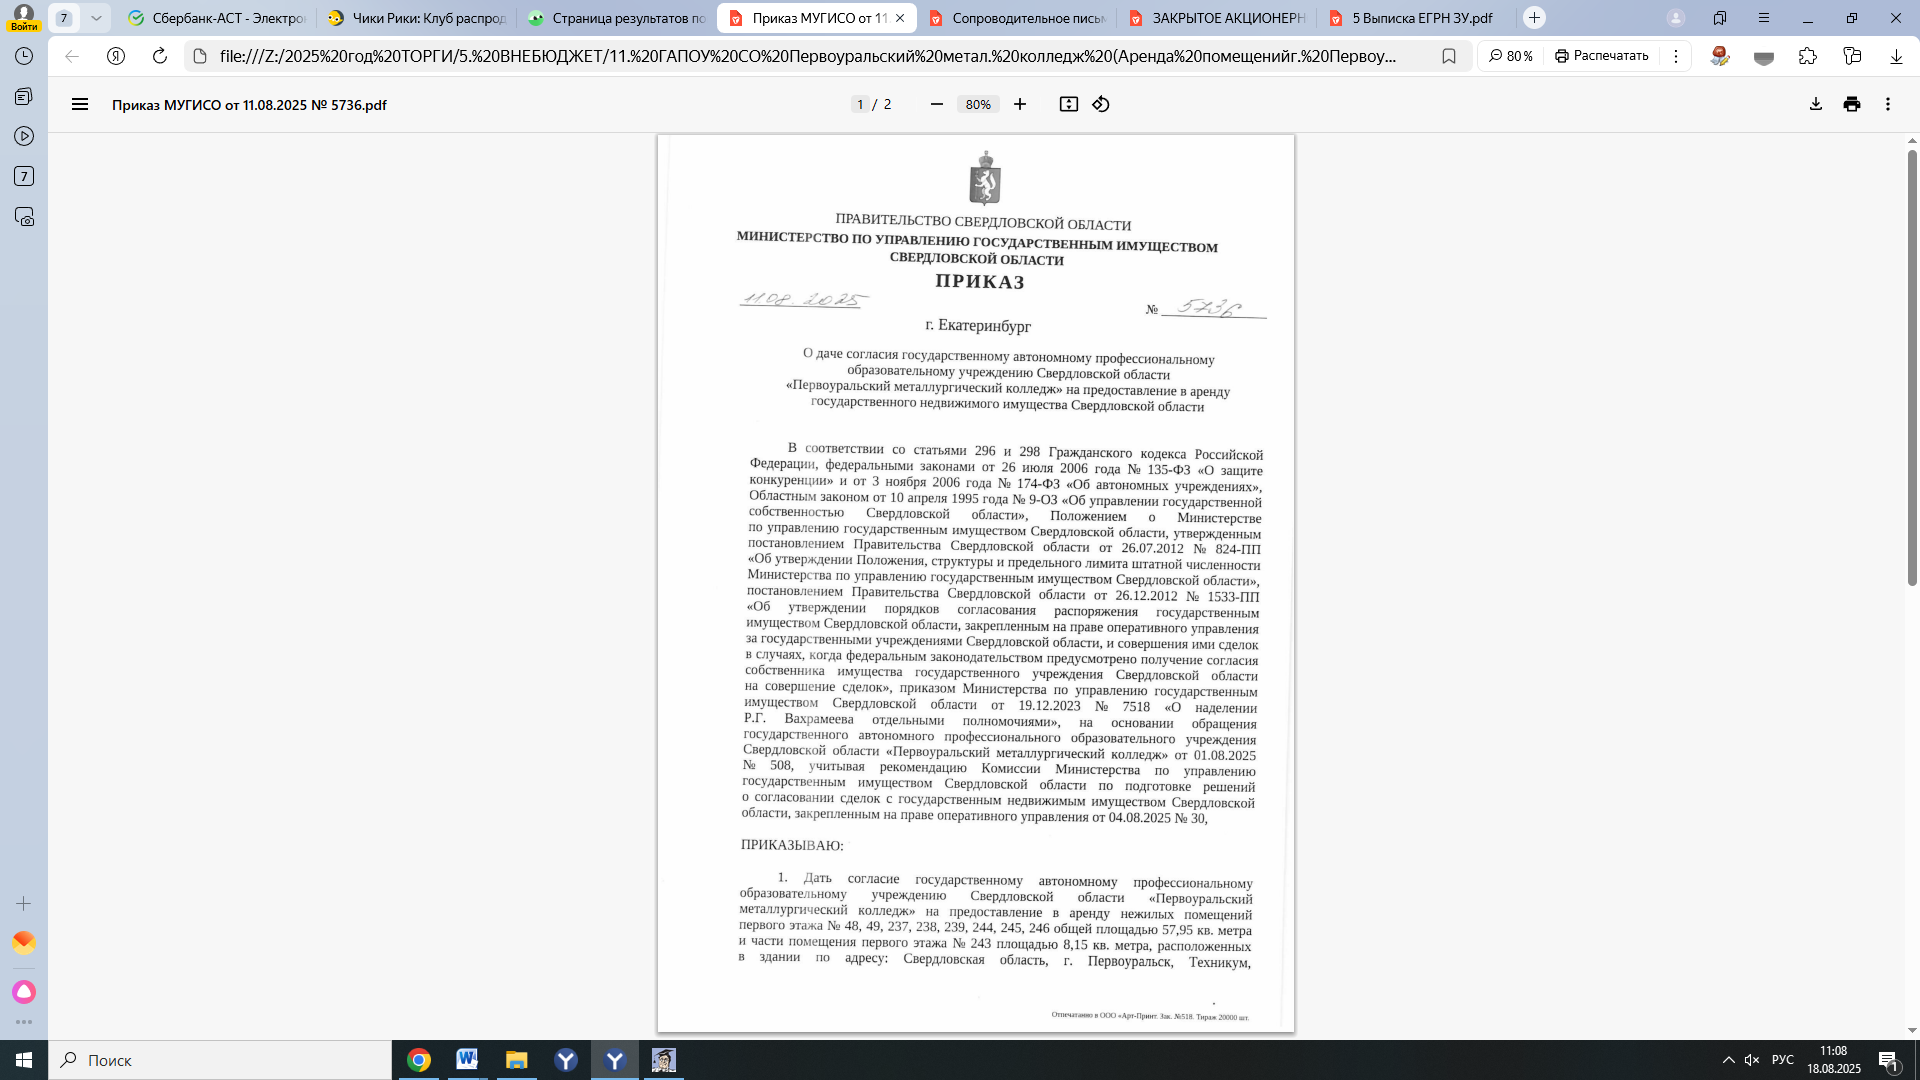 Войти
7
Сбербанк-АСТ - Электрон
Чики Рики: Клуб распрод
Страница результатов по
Приказ МУГИСО от 11.
Сопроводительное письм
ЗАКРЫТОЕ АКЦИОНЕРН
5 Выписка ЕГРН ЗУ.pdf
file:///Z:/2025%20год%20ТОРГИ/5.%20ВНЕБЮДЖЕТ/11.%20ГАПОУ%20СО%20Первоуральский%20метал.%20колледж%20(Аренда%20помещенийг.%20Первоу...
80%
Распечатать
Приказ МУГИСО от 11.08.2025 № 5736.pdf
1 / 2
80%
7
ПРАВИТЕЛЬСТВО СВЕРДЛОВСКОЙ ОБЛАСТИ
МИНИСТЕРСТВО ПО УПРАВЛЕНИЮ ГОСУДАРСТВЕННЫМ ИМУЩЕСТВОМ
СВЕРДЛОВСКОЙ ОБЛАСТИ
ПРИКАЗ
11.08.2025
№ 5736
г. Екатеринбург
О даче согласия государственному автономному профессиональному
образовательному учреждению Свердловской области
«Первоуральский металлургический колледж» на предоставление в аренду
государственного недвижимого имущества Свердловской области
В соответствии со статьями 296 и 298 Гражданского кодекса Российской
Федерации, федеральными законами от 26 июля 2006 года № 135-ФЗ «О защите
конкуренции» и от 3 ноября 2006 года № 174-ФЗ «Об автономных учреждениях»,
Областным законом от 10 апреля 1995 года № 9-ОЗ «Об управлении государственной
собственностью Свердловской области», Положением о Министерстве
по управлению государственным имуществом Свердловской области, утвержденным
постановлением Правительства Свердловской области от 26.07.2012 № 824-ПП
«Об утверждении Положения, структуры и предельного лимита штатной численности
Министерства по управлению государственным имуществом Свердловской области»,
постановлением Правительства Свердловской области от 26.12.2012 № 1533-ПП
«Об утверждении порядков согласования распоряжения государственным
имуществом Свердловской области, закрепленным на праве оперативного управления
за государственными учреждениями Свердловской области, и совершения ими сделок
в случаях, когда федеральным законодательством предусмотрено получение согласия
собственника имущества государственного учреждения Свердловской области
на совершение сделок», приказом Министерства по управлению государственным
имуществом Свердловской области от 19.12.2023 № 7518 «О наделении
Р.Г. Вахрамеева отдельными полномочиями», на основании обращения
государственного автономного профессионального образовательного учреждения
Свердловской области «Первоуральский металлургический колледж» от 01.08.2025
№ 508, учитывая рекомендацию Комиссии Министерства по управлению
государственным имуществом Свердловской области по подготовке решений
о согласовании сделок с государственным недвижимым имуществом Свердловской
области, закрепленным на праве оперативного управления от 04.08.2025 № 30,
ПРИКАЗЫВАЮ:
1. Дать согласие государственному автономному профессиональному
образовательному учреждению Свердловской области «Первоуральский
металлургический колледж» на предоставление в аренду нежилых помещений
первого этажа № 48, 49, 237, 238, 239, 244, 245, 246 общей площадью 57,95 кв. метра
и части помещения первого этажа № 243 площадью 8,15 кв. метра, расположенных
в здании по адресу: Свердловская область, г. Первоуральск, Техникум,
Отпечатано в ООО «Арт-Принт. Зак. №518. Тираж 20000 шт.
Поиск
РУС
11:08
18.08.2025
1